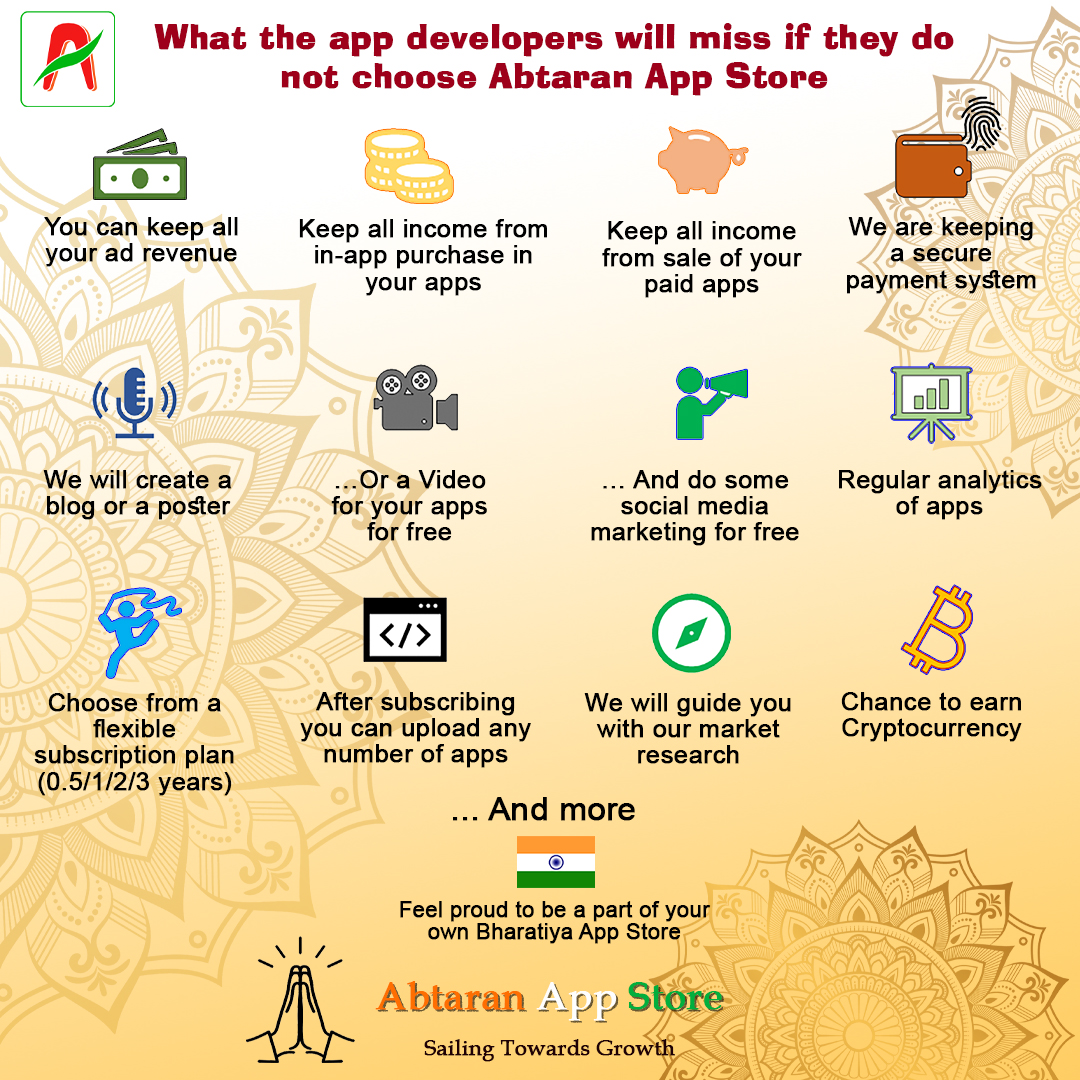 What the app developers will miss if they do
not choose Abtaran App Store
You can keep all
your ad revenue
Keep all income from
in-app purchase in
your apps
Keep all income
from sale of your
paid apps
We are keeping
a secure
payment system
We will create a
blog or a poster
...Or a Video
for your apps
for free
... And do some
social media
marketing for free
Regular analytics
of apps
Choose from a
flexible
subscription plan
(0.5/1/2/3 years)
</>
After subscribing
you can upload any
number of apps
We will guide you
with our market
research
Chance to earn
Cryptocurrency
... And more
Feel proud to be a part of your
own Bharatiya App Store
Abtaran App Store
Sailing Towards Growth